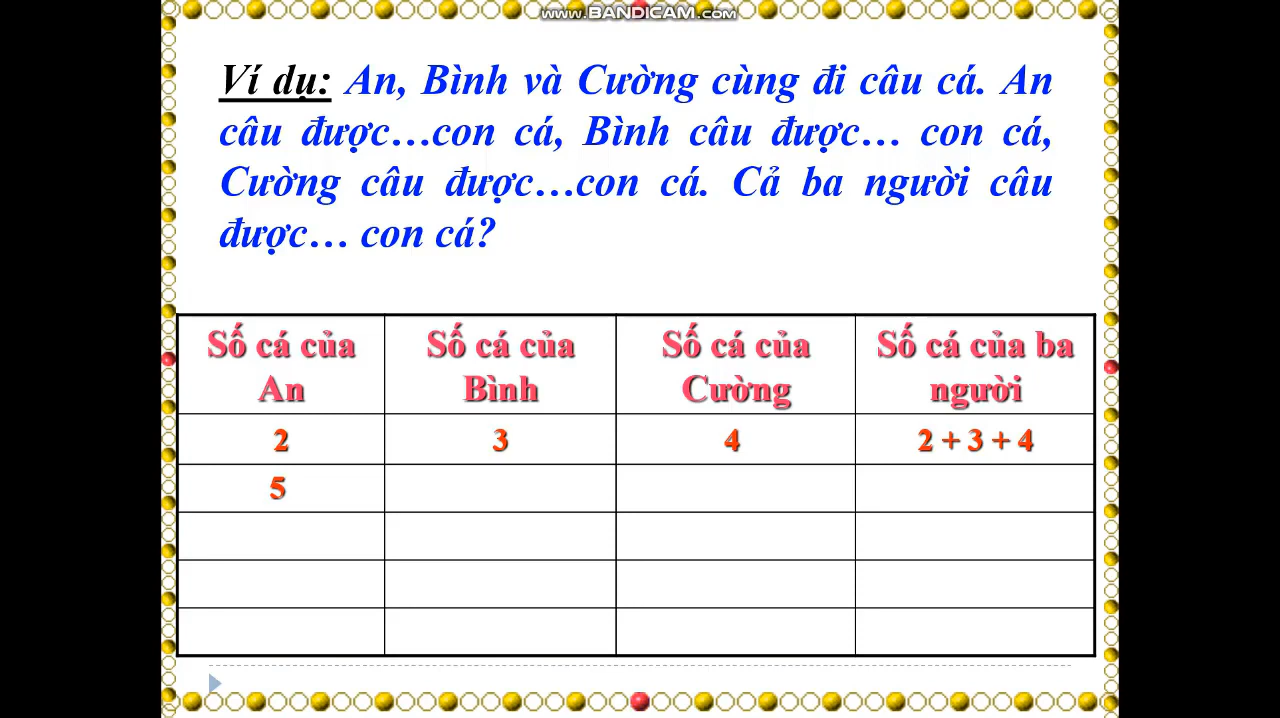 WWW.BANDICAM.COM
Ví dụ: An, Bình và Cường cùng đi câu cá. An
câu được…con cá, Bình câu được… con cá,
Cường câu được…con cá. Cả ba người câu
được… con cá?
Số cá của An
Số cá của Bình
Số cá của Cường
Số cá của ba người
2 3 4 2 + 3 + 4
5